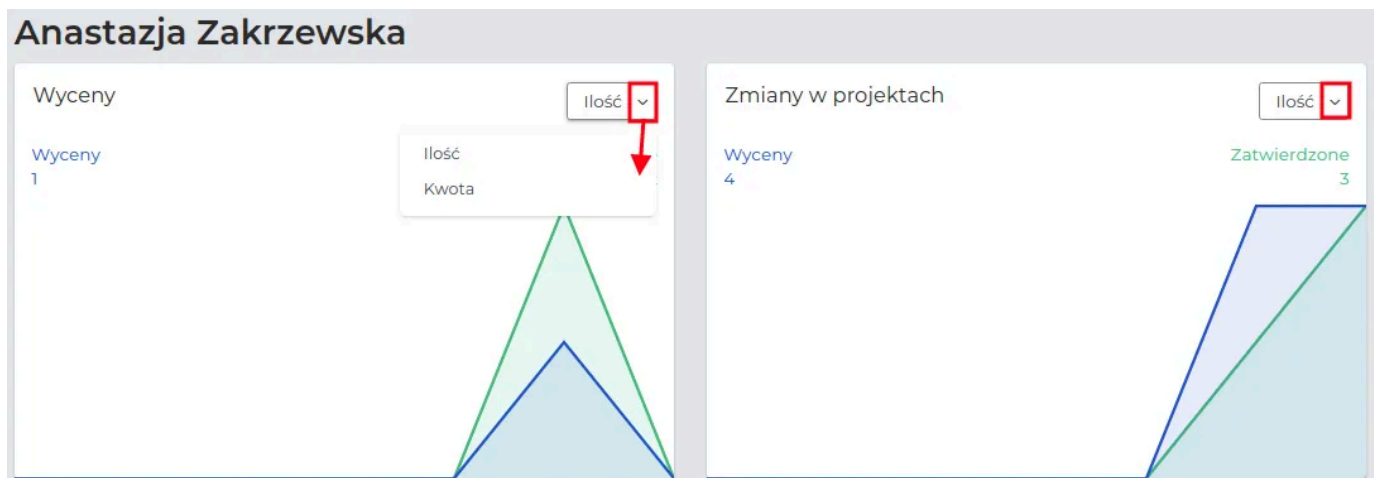 Anastazja Zakrzewska
Wyceny
Ilość
Wyceny
1
Ilość
Kwota
Zmiany w projektach
Ilość
Wyceny
4
Zatwierdzone
3